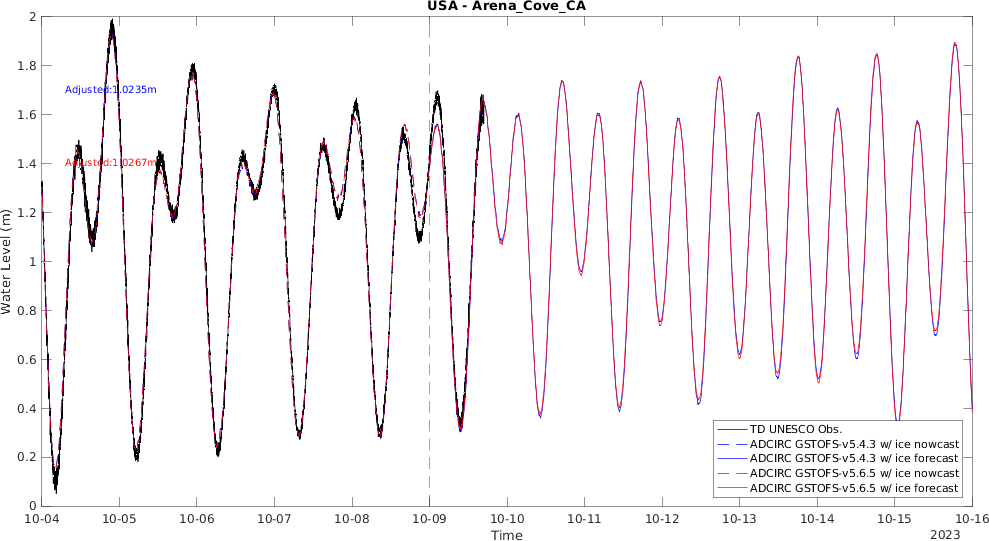 USA - Arena_Cove_CA
2
1.8
1.6
1.4
1.2
1
0.8
0.6
0.4
0.2
0
Water Level (m)
Adjusted:1.0235m
Adjusted:1.0267m
TD UNESCO Obs.
ADCIRC GSTOFS-v5.4.3 w/ ice nowcast
ADCIRC GSTOFS-v5.4.3 w/ ice forecast
ADCIRC GSTOFS-v5.6.5 w/ ice nowcast
ADCIRC GSTOFS-v5.6.5 w/ ice forecast
10-04 10-05 10-06 10-07 10-08 10-09 10-10 10-11 10-12 10-13 10-14 10-15 10-16
Time
2023